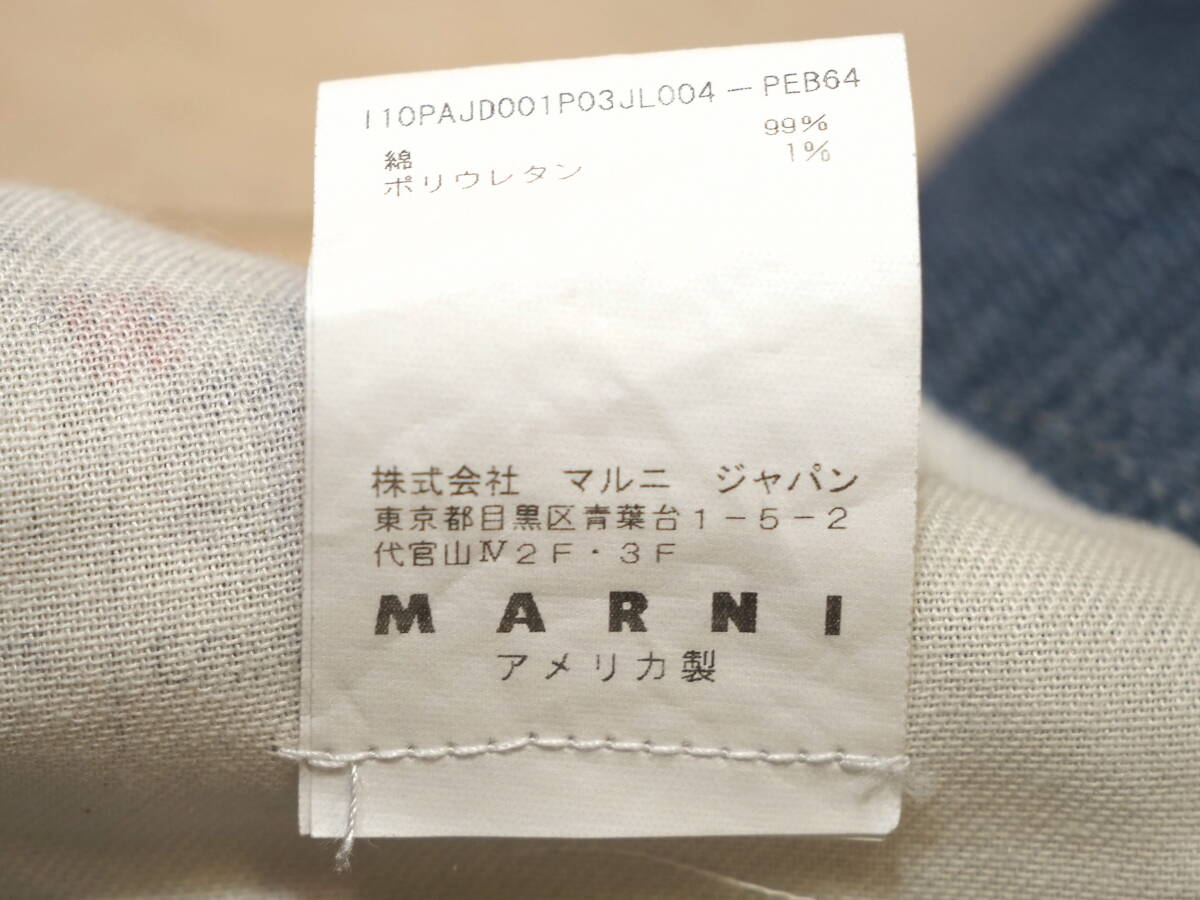 I10PAJD001P03JL004－PEB64
綿 99%
ポリウレタン 1%
株式会社　マルニ　ジャパン
東京都目黒区青葉台１－５－２
代官山Ⅳ２Ｆ・３Ｆ
MARNI
アメリカ製